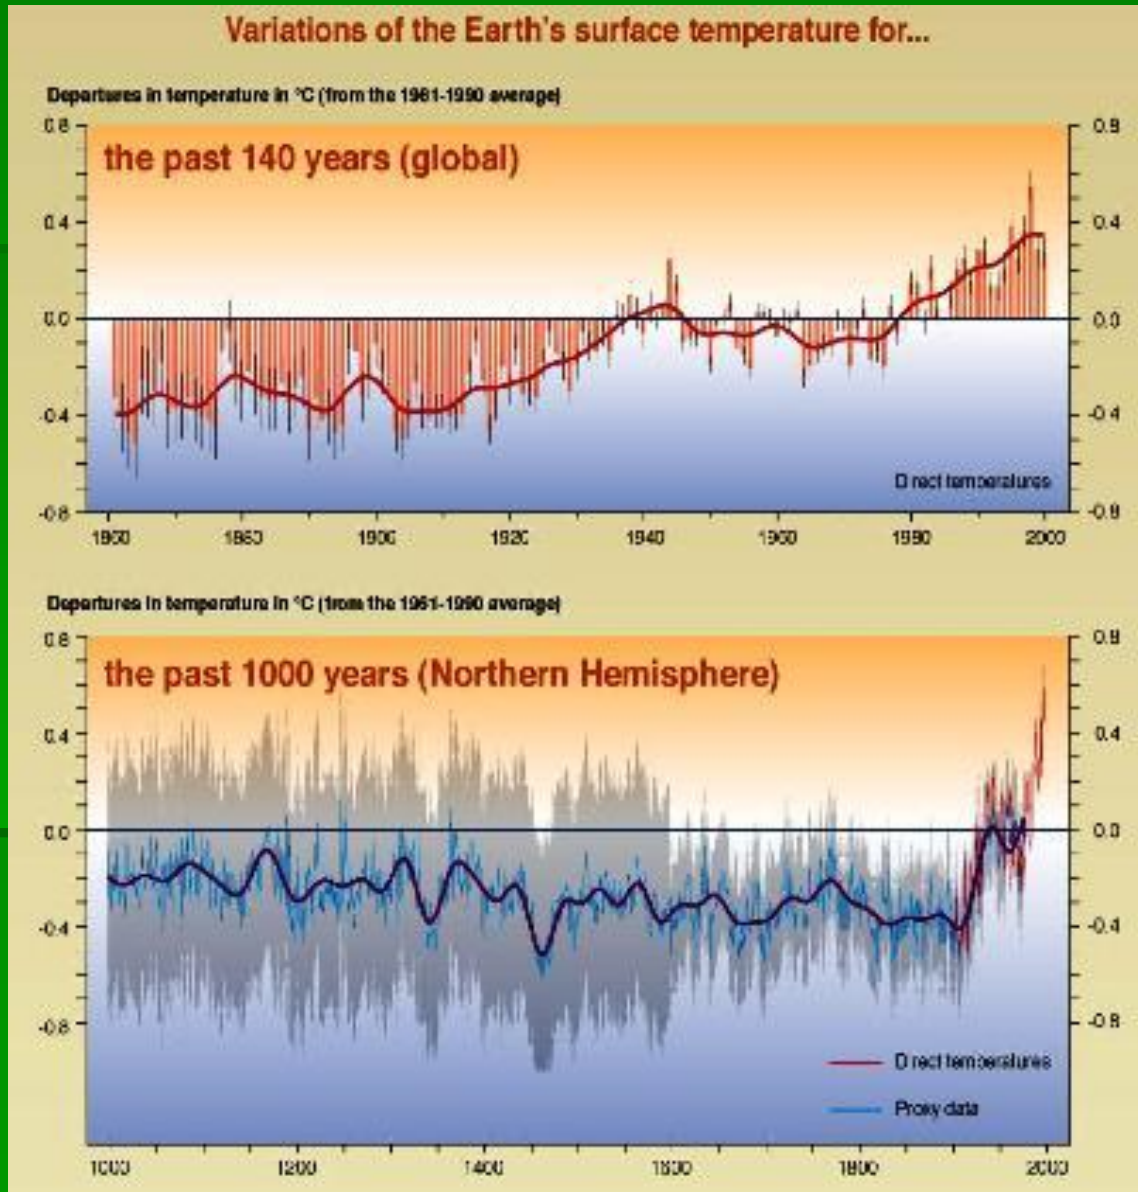 Variations of the Earth's surface temperature for...
Departures in temperature in °C (from the 1961-1990 average)
0.8 0.8
the past 140 years (global)
0.4 0.4
0.0 0.0
-0.4 -0.4
Direct temperatures
-0.8 -0.8
1860 1880 1900 1920 1940 1960 1980 2000
Departures in temperature in °C (from the 1961-1990 average)
0.8 0.8
the past 1000 years (Northern Hemisphere)
0.4 0.4
0.0 0.0
-0.4 -0.4
-0.8 -0.8
Direct temperatures
Proxy data
1000 1200 1400 1600 1800 2000